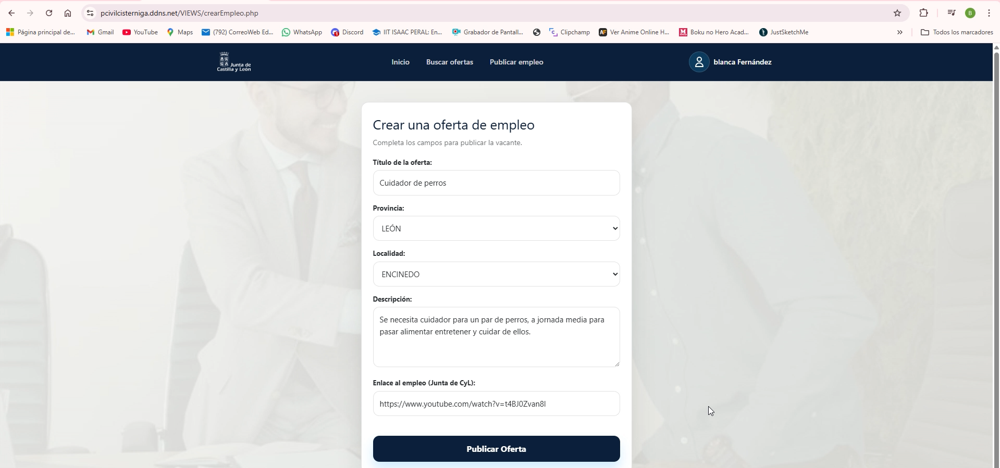 pcivilcisterniga.ddns.net/VIEWS/crearEmpleo.php
B
Página principal de...
Gmail
YouTube
Maps
(792) CorreoWeb Ed...
WhatsApp
Discord
IIT ISAAC PERAL: En...
Grabador de Pantall...
Clipchamp
Ver Anime Online H...
Boku no Hero Acad...
JustSketchMe
Todos los marcadores
Junta de
Castilla y León
Inicio
Buscar ofertas
Publicar empleo
blanca Fernández
Crear una oferta de empleo
Completa los campos para publicar la vacante.
Título de la oferta:
Cuidador de perros
Provincia:
LEÓN
Localidad:
ENCINEDO
Descripción:
Se necesita cuidador para un par de perros, a jornada media para
pasar alimentar entretener y cuidar de ellos.
Enlace al empleo (Junta de CyL):
https://www.youtube.com/watch?v=t4BJ0Zvan8I
Publicar Oferta